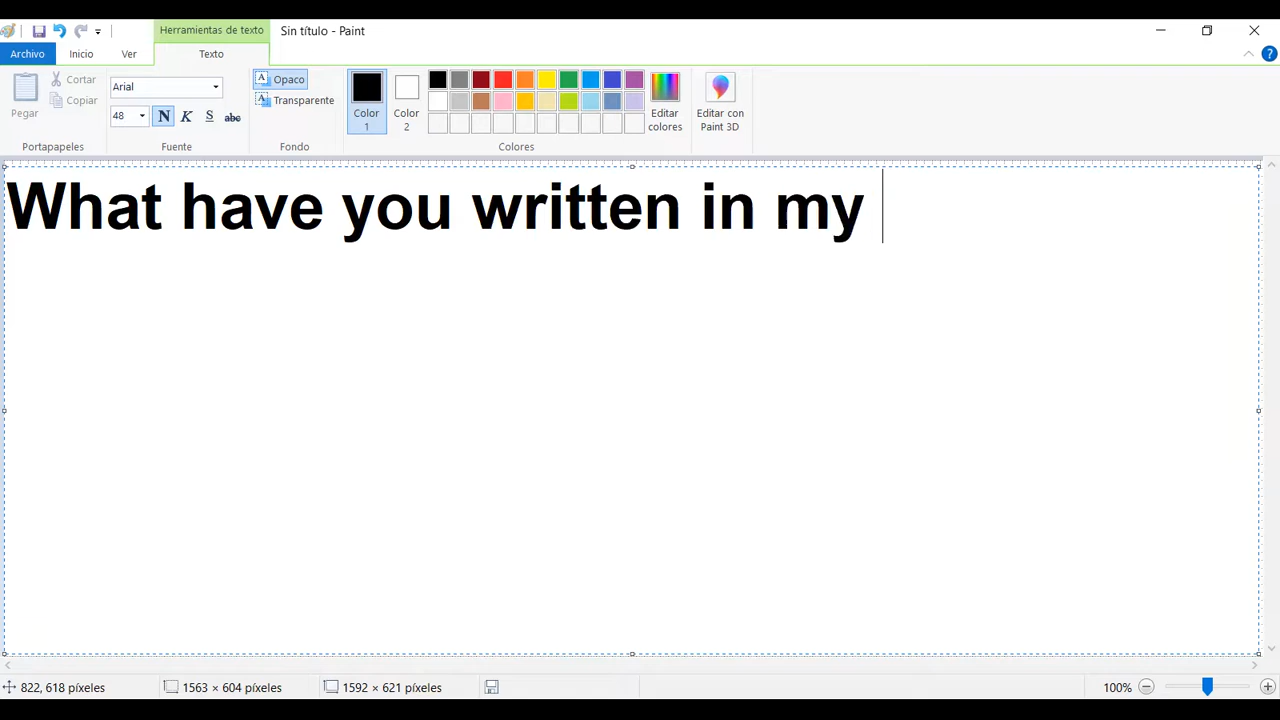 Herramientas de texto Sin título - Paint
Archivo Inicio Ver Texto
Pegar Cortar Copiar Portapapeles
Arial
48 N K S abc
Fuente
Opaco
Transparente
Fondo
Color 1 Color 2
Editar colores
Colores
Editar con Paint 3D
What have you written in my
822, 618 píxeles 1563 × 604 píxeles 1592 × 621 píxeles 100%